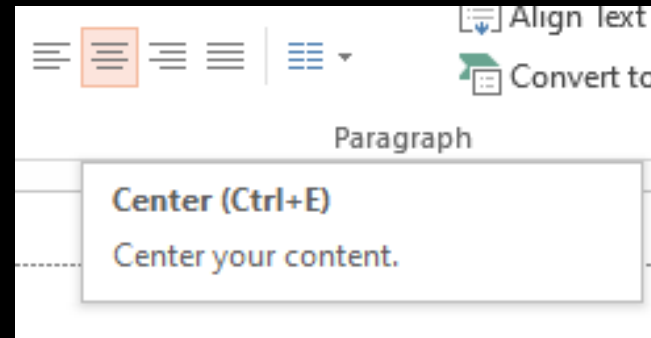 Align Text
Convert to
Paragraph
Center (Ctrl+E)
Center your content.